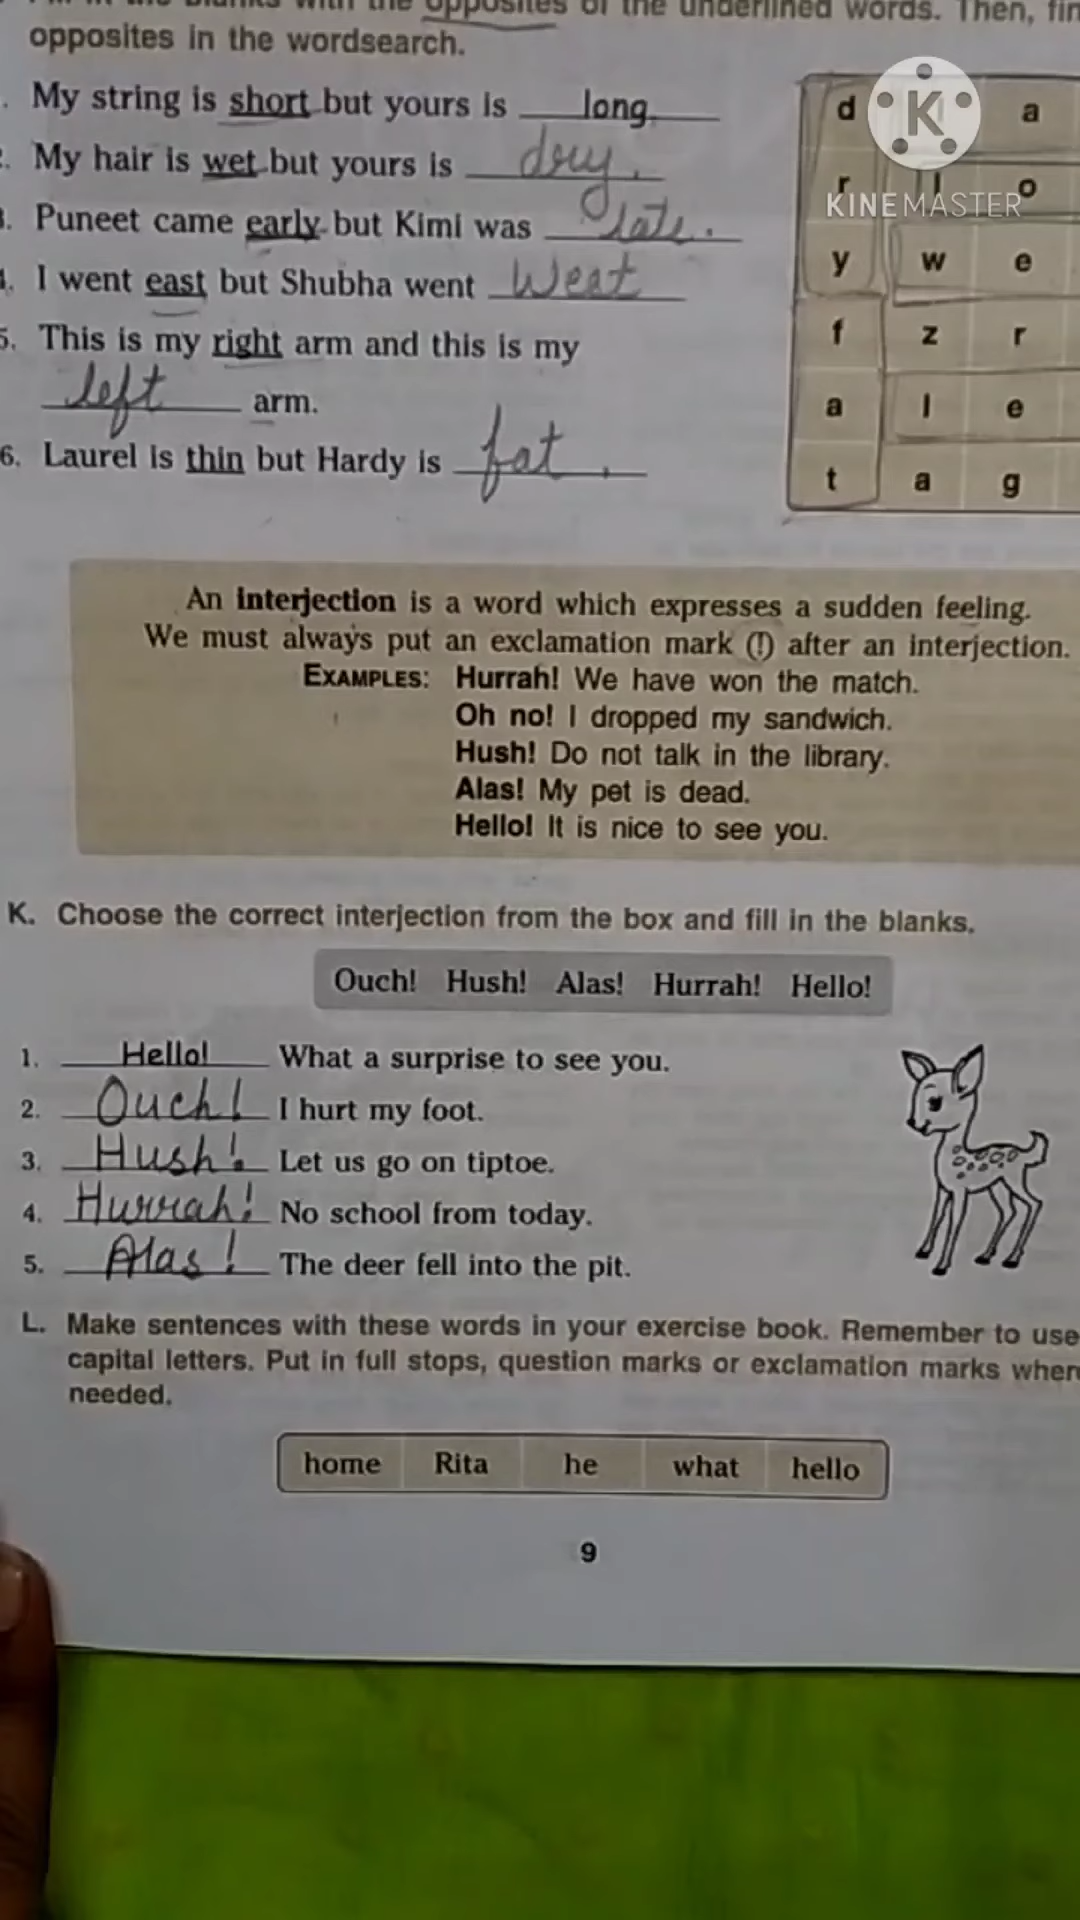 opposites of the underlined words. Then,
opposites in the wordsearch.
My string is short but yours is long
My hair is wet but yours is dry.
Puneet came early but Kimi was late.
I went east but Shubha went West
5. This is my right arm and this is my
left arm.
6. Laurel is thin but Hardy is fat.
d a
r l o
y w e
f z r
a l e
t a g
K
KINEMASTER
An interjection is a word which expresses a sudden feeling.
We must always put an exclamation mark (!) after an interjection.
EXAMPLES: Hurrah! We have won the match.
Oh no! I dropped my sandwich.
Hush! Do not talk in the library.
Alas! My pet is dead.
Hello! It is nice to see you.
K. Choose the correct interjection from the box and fill in the blanks.
Ouch! Hush! Alas! Hurrah! Hello!
1. Hello! What a surprise to see you.
2. Ouch! I hurt my foot.
3. Hush! Let us go on tiptoe.
4. Hurrah! No school from today.
5. Alas! The deer fell into the pit.
L. Make sentences with these words in your exercise book. Remember to use
capital letters. Put in full stops, question marks or exclamation marks
needed.
home Rita he what hello
9